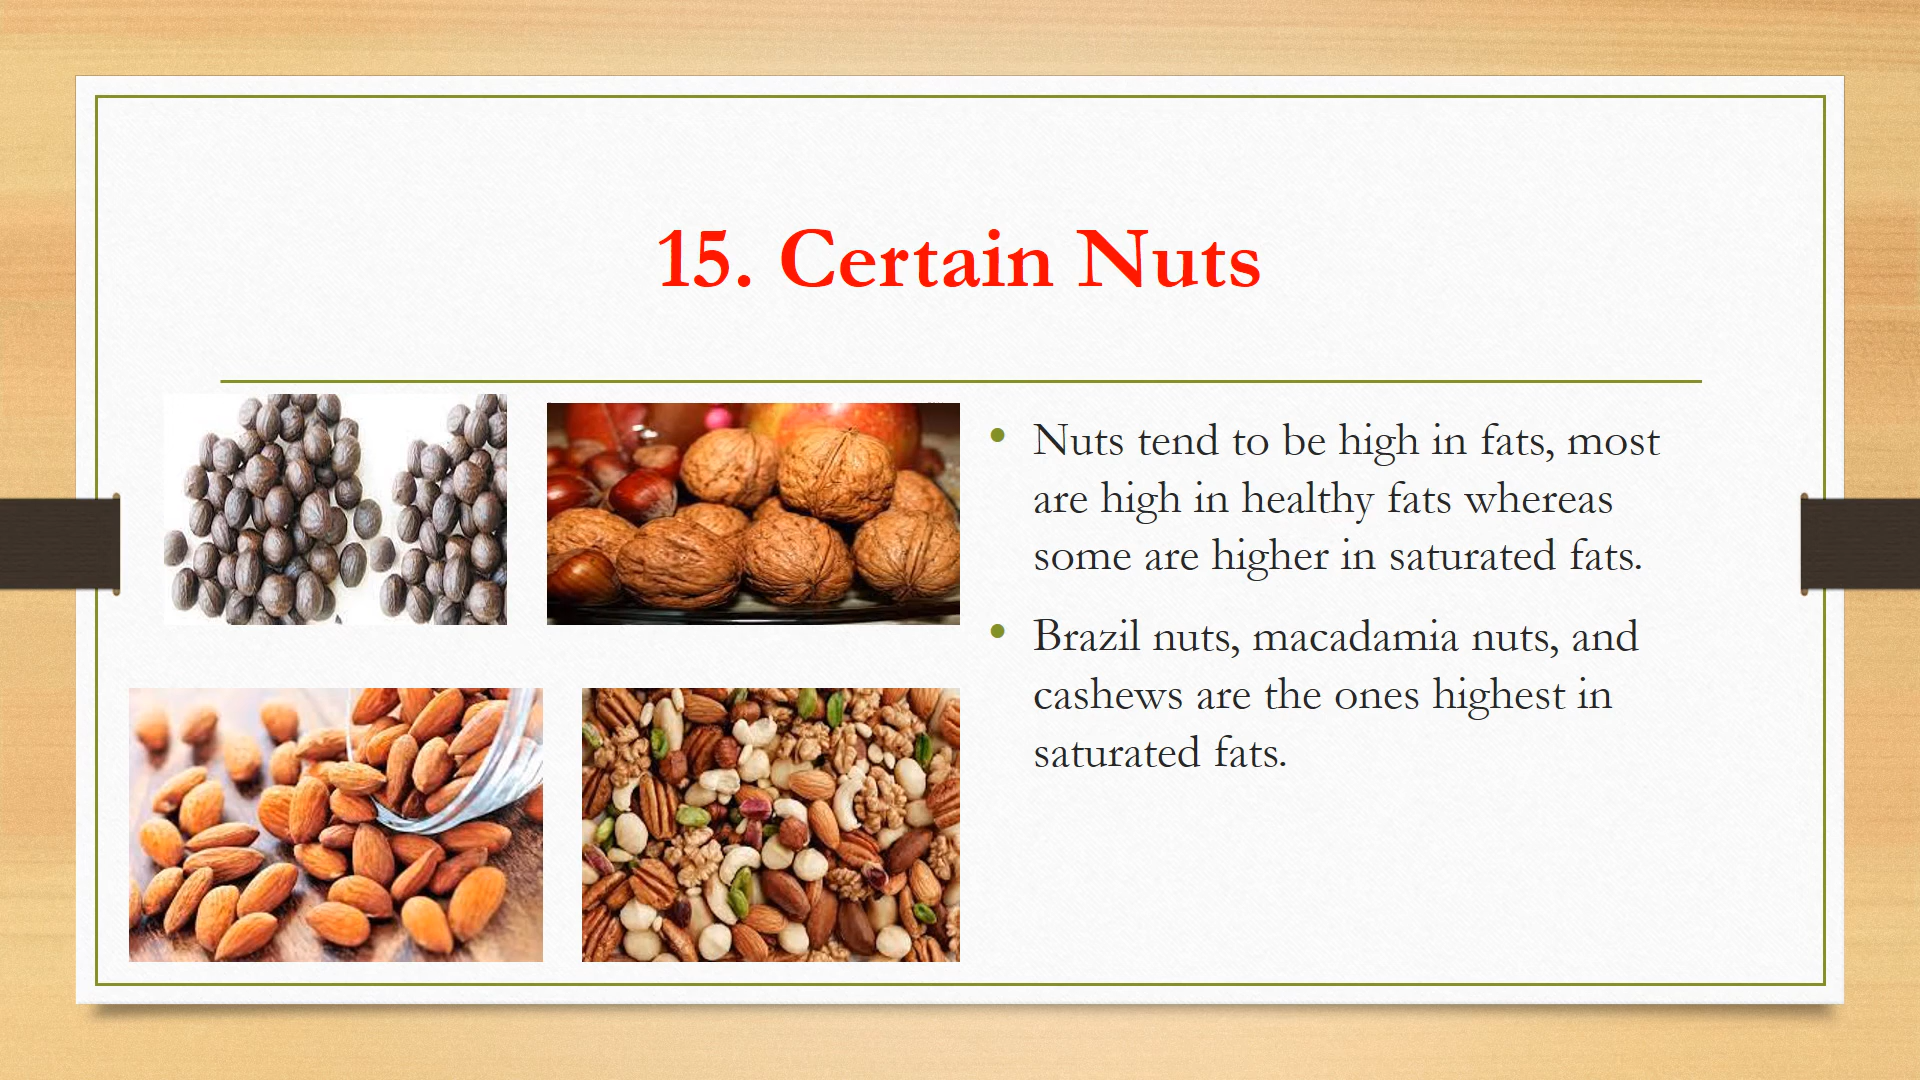 15. Certain Nuts
• Nuts tend to be high in fats, most
are high in healthy fats whereas
some are higher in saturated fats.
• Brazil nuts, macadamia nuts, and
cashews are the ones highest in
saturated fats.